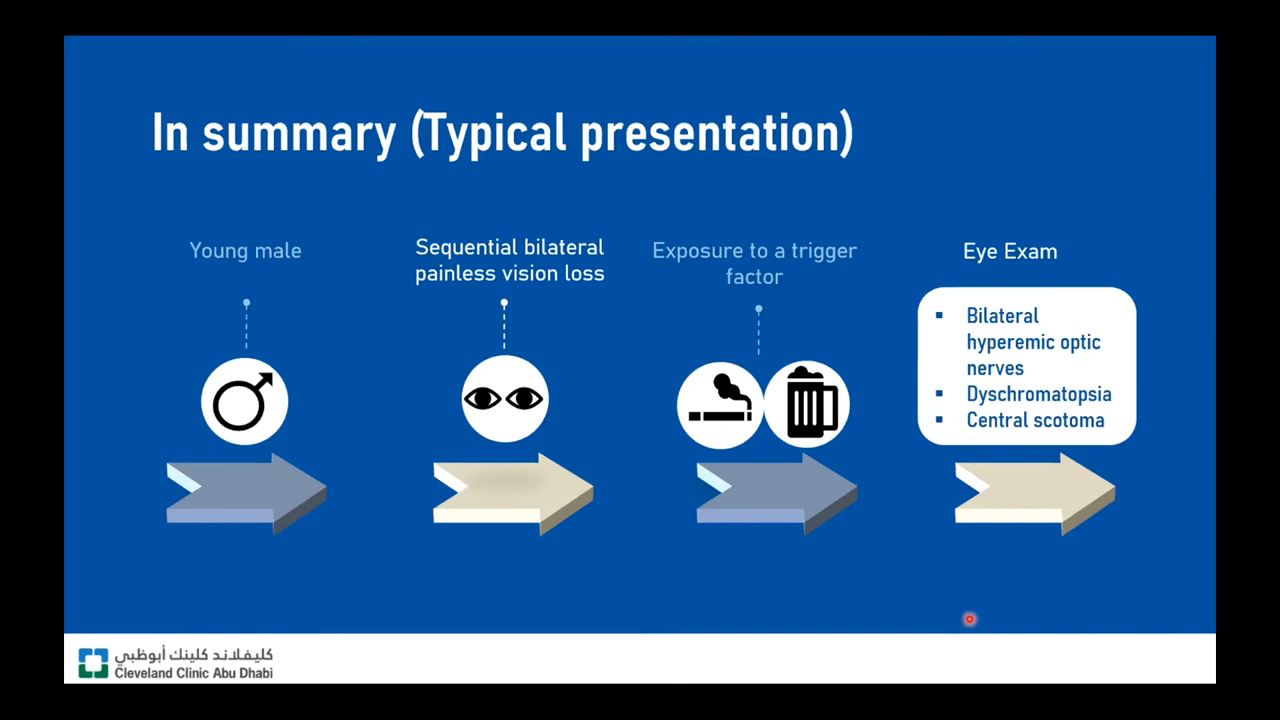 In summary (Typical presentation)
Young male
Sequential bilateral
painless vision loss
Exposure to a trigger
factor
Eye Exam
▪ Bilateral
hyperemic optic
nerves
▪ Dyschromatopsia
▪ Central scotoma
كليفلاند كلينك أبوظبي
Cleveland Clinic Abu Dhabi